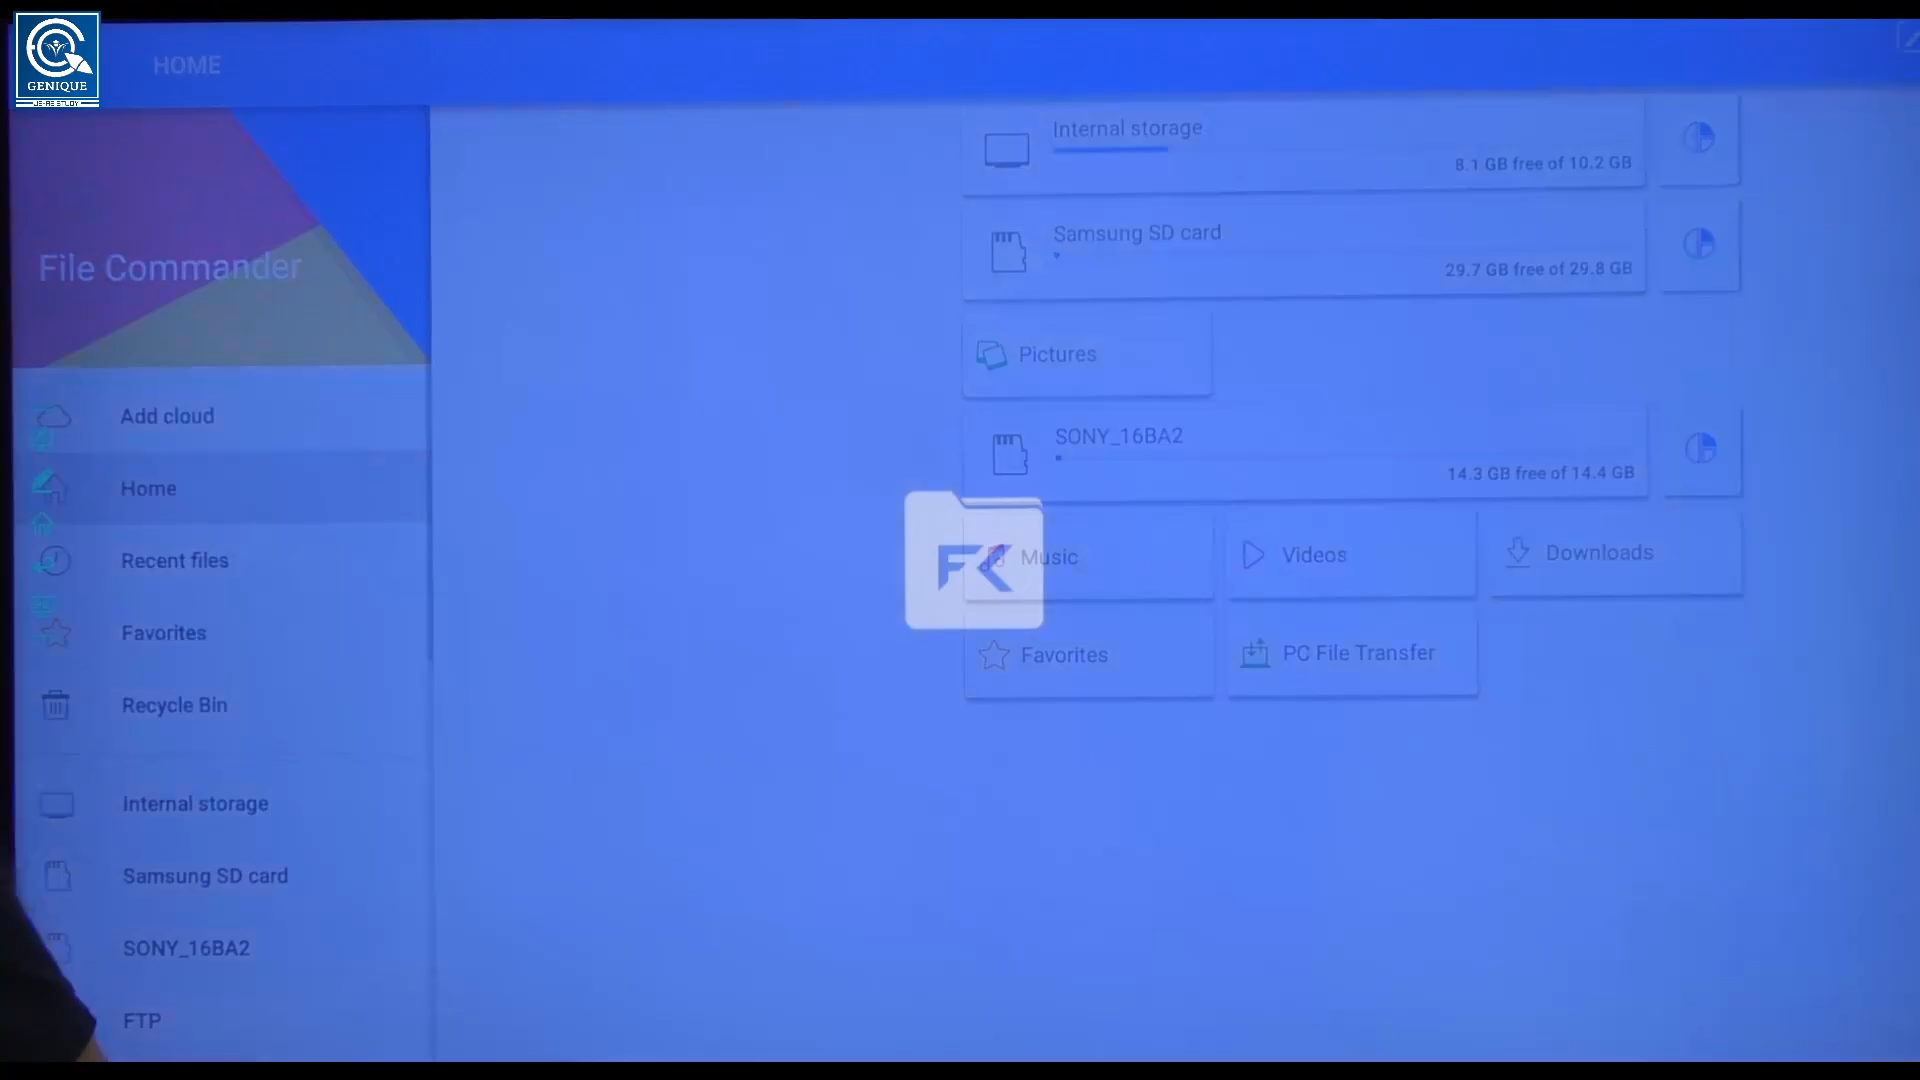 GENIQUE
HOME
File Commander
Add cloud
Home
Recent files
Favorites
Recycle Bin
Internal storage
Samsung SD card
SONY_16BA2
FTP
Internal storage
8.1 GB free of 10.2 GB
Samsung SD card
29.7 GB free of 29.8 GB
Pictures
SONY_16BA2
14.3 GB free of 14.4 GB
Music
Videos
Downloads
Favorites
PC File Transfer